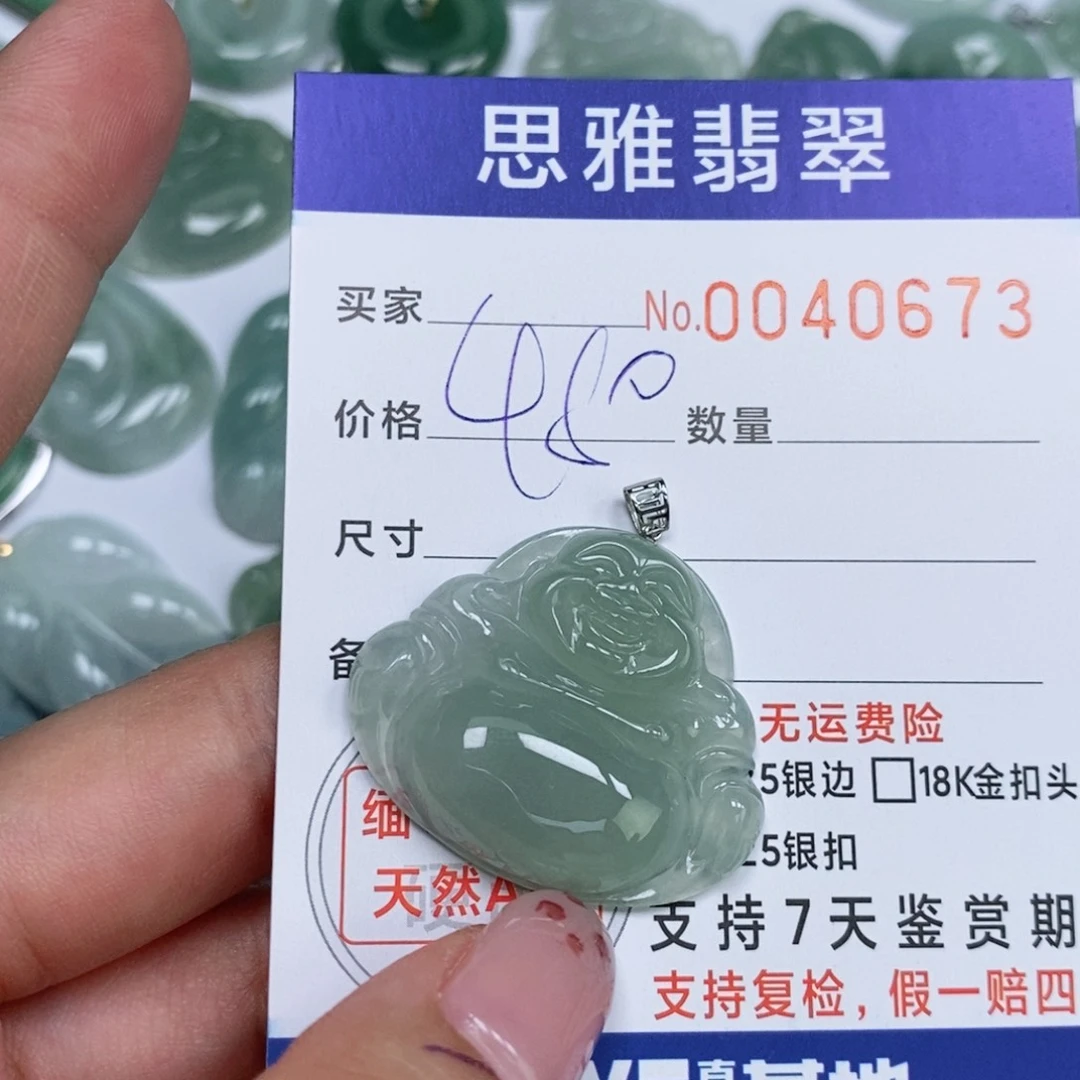 思雅翡翠
买家 No.0040673
价格 480 数量
尺寸
备
无运费险
5银边 □18K金扣头
5银扣
缅
天然A
支持7天鉴赏期
支持复检，假一赔四